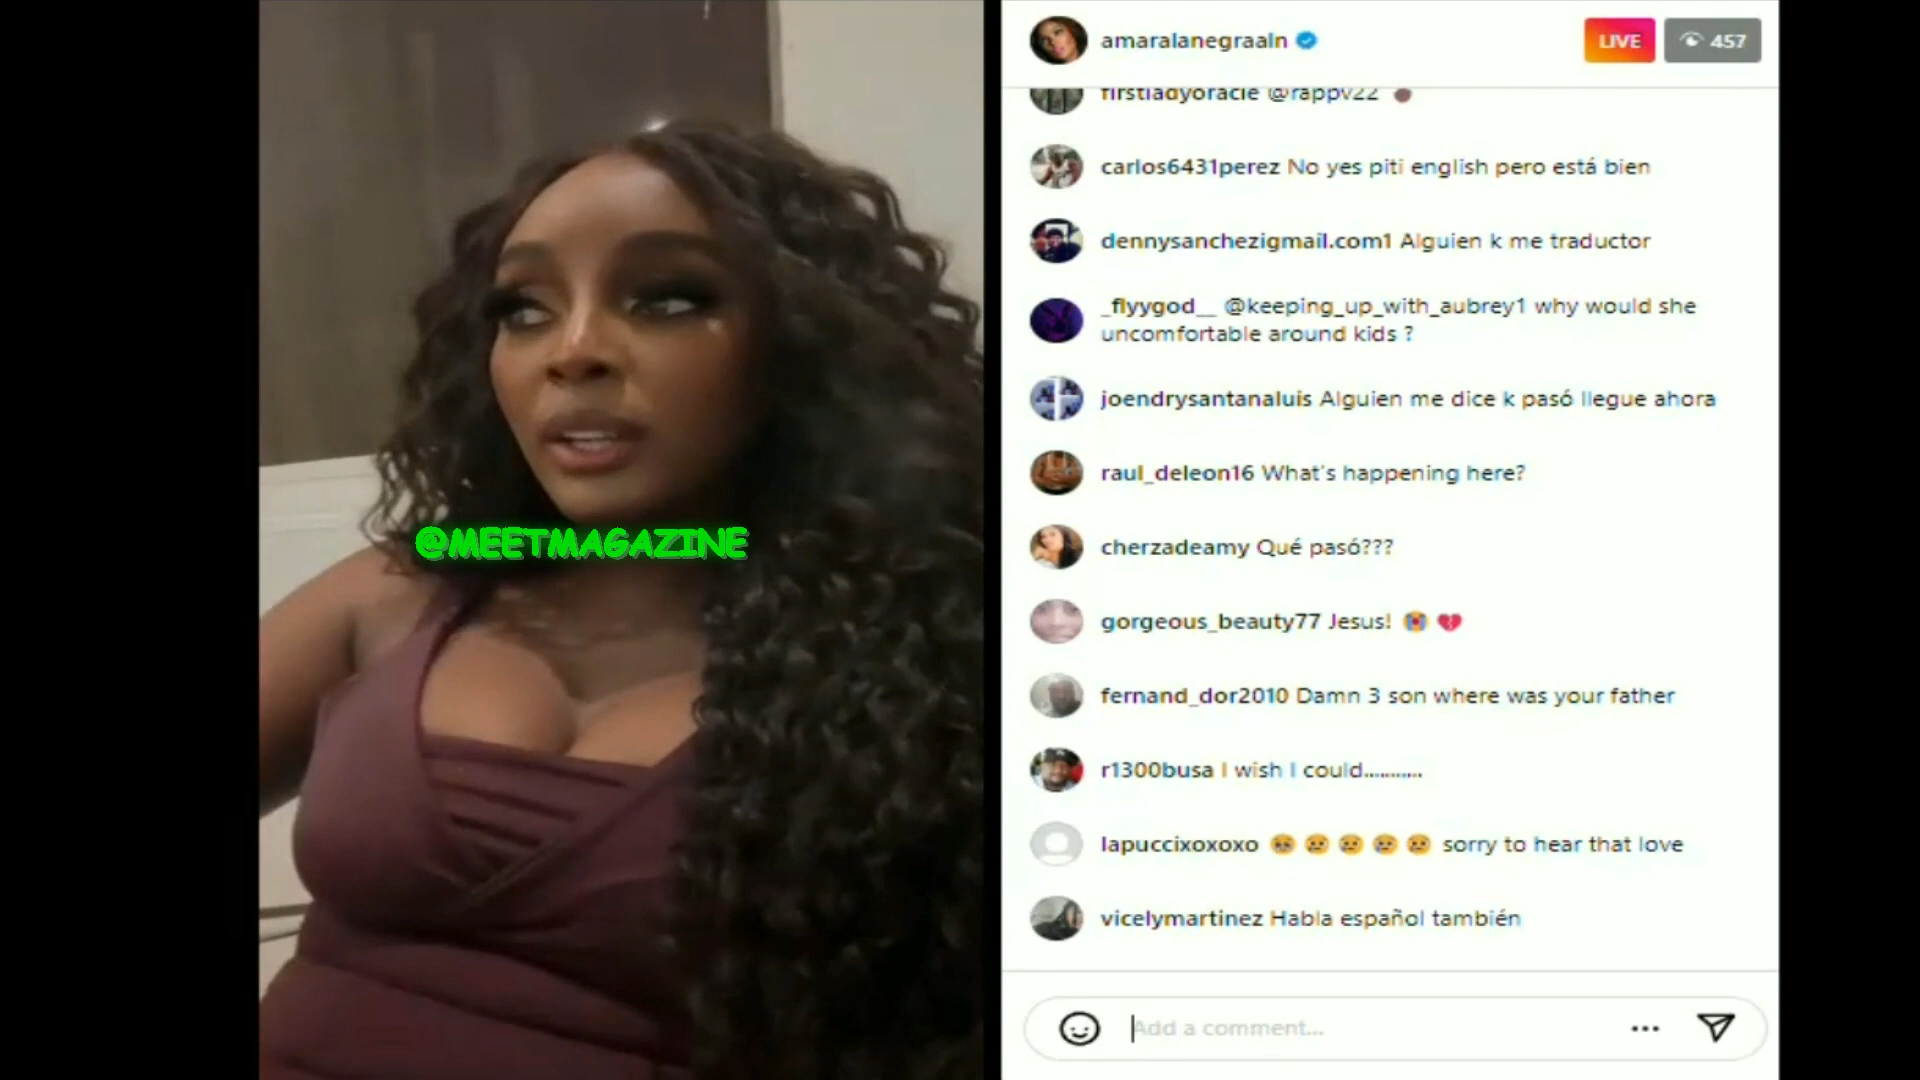 amaralanegraaln
LIVE
457
firstladyoracle @rappv22
carlos6431perez No yes piti english pero está bien
dennysanchezigmail.com1 Alguien k me traductor
_flyygod__ @keeping_up_with_aubrey1 why would she
uncomfortable around kids ?
joendrysantanaluis Alguien me dice k pasó llegue ahora
raul_deleon16 What's happening here?
@MEETMAGAZINE
cherzadeamy Qué pasó???
gorgeous_beauty77 Jesus! 😭 💔
fernand_dor2010 Damn 3 son where was your father
r1300busa I wish I could...........
lapuccixoxoxo 😢 😢 😢 😢 😢 sorry to hear that love
vicelymartinez Habla español también
Add a comment...